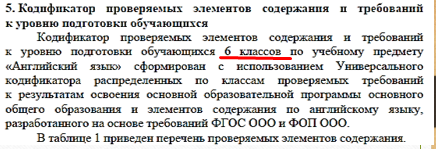 5. Кодификатор проверяемых элементов содержания и требований
к уровню подготовки обучающихся
Кодификатор проверяемых элементов содержания и требований
к уровню подготовки обучающихся 6 классов по учебному предмету
«Английский язык» сформирован с использованием Универсального
кодификатора распределенных по классам проверяемых требований
к результатам освоения основной образовательной программы основного
общего образования и элементов содержания по английскому языку,
разработанного на основе требований ФГОС ООО и ФОП ООО.
В таблице 1 приведен перечень проверяемых элементов содержания.